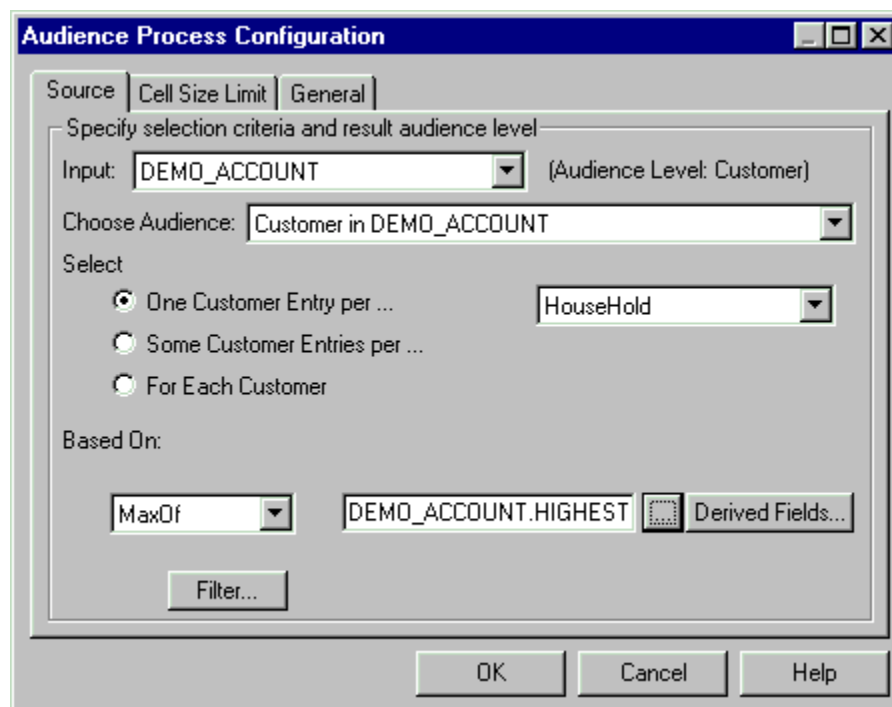 Audience Process Configuration
Source Cell Size Limit General
Specify selection criteria and result audience level
Input: DEMO_ACCOUNT (Audience Level: Customer)
Choose Audience: Customer in DEMO_ACCOUNT
Select
One Customer Entry per ... HouseHold
Some Customer Entries per ...
For Each Customer
Based On:
MaxOf DEMO_ACCOUNT.HIGHEST ... Derived Fields...
Filter...
OK Cancel Help